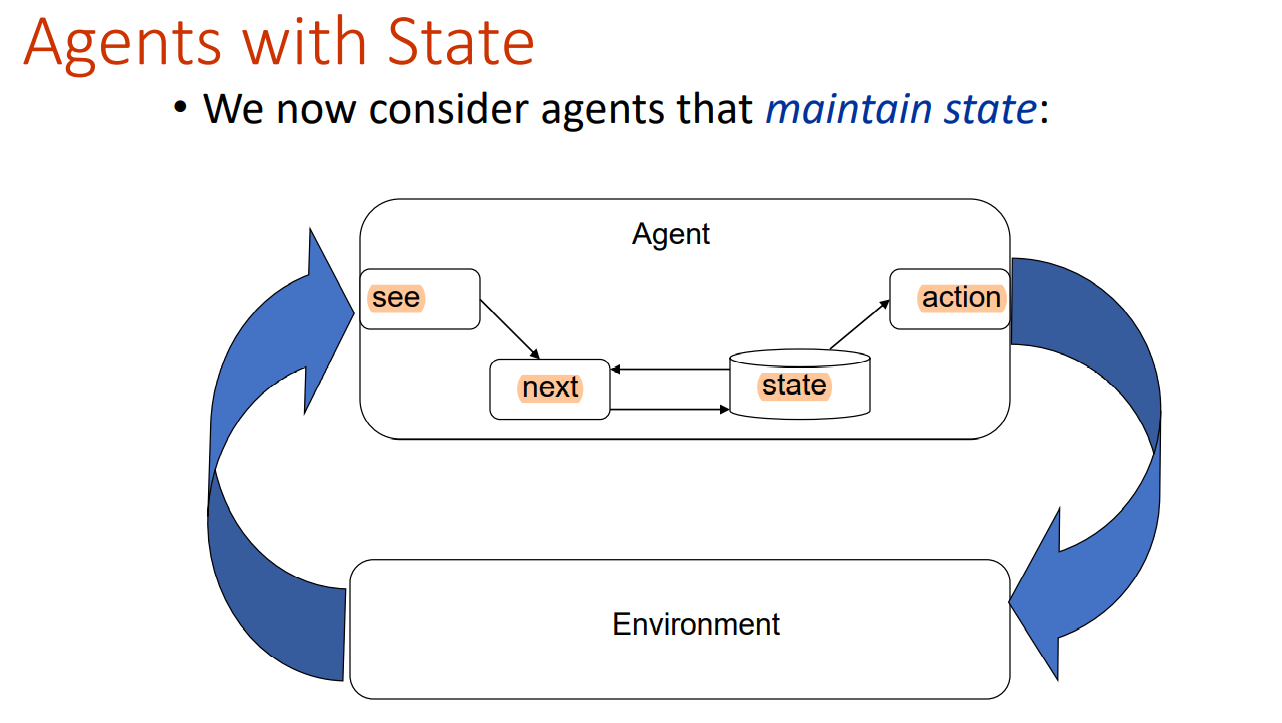 Agents with State
• We now consider agents that maintain state:
Agent
see
action
next
state
Environment